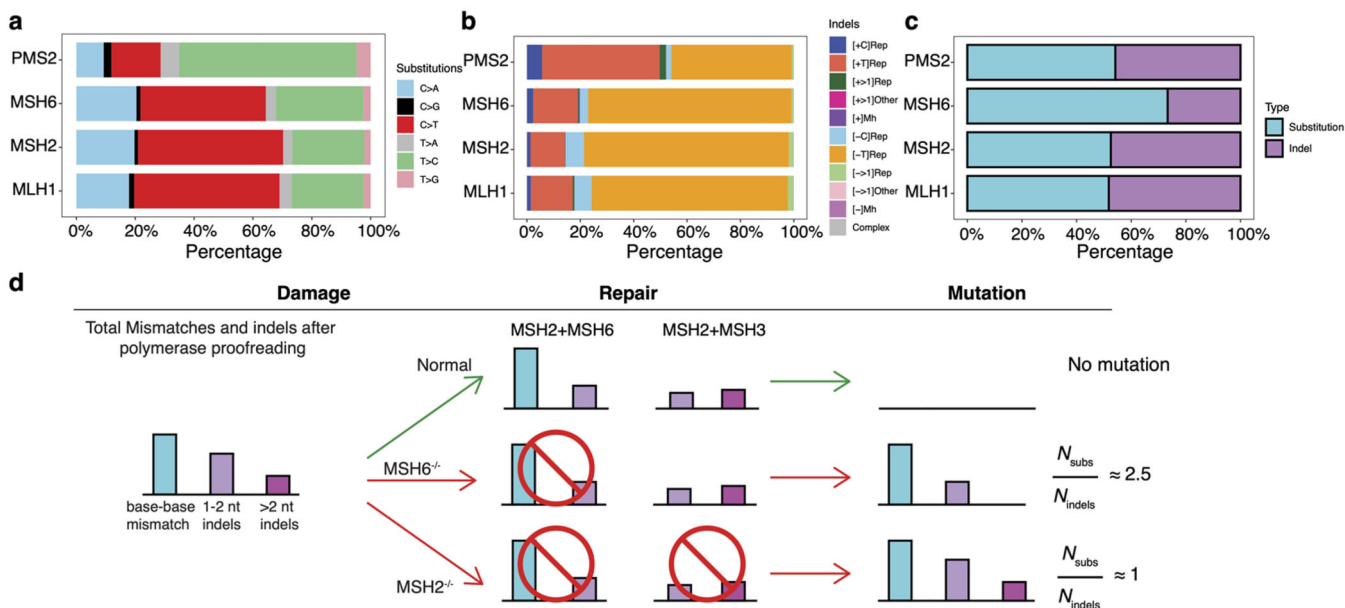 a
PMS2
MSH6
MSH2
MLH1
0% 20% 40% 60% 80% 100%
Percentage
Substitutions
C>A
C>G
C>T
T>A
T>C
T>G
b
PMS2
MSH6
MSH2
MLH1
0% 20% 40% 60% 80% 100%
Percentage
Indels
[+C]Rep
[+T]Rep
[+>1]Rep
[+>1]Other
[+]Mh
[−C]Rep
[−T]Rep
[−>1]Rep
[−>1]Other
[−]Mh
Complex
c
PMS2
MSH6
MSH2
MLH1
0% 20% 40% 60% 80% 100%
Percentage
Type
Substitution
Indel
d
Damage Repair Mutation
Total Mismatches and indels after
polymerase proofreading
base-base
mismatch
1-2 nt
indels
>2 nt
indels
Normal
MSH6-/-
MSH2-/-
MSH2+MSH6 MSH2+MSH3
No mutation
Nsubs
Nindels
≈ 2.5
Nsubs
Nindels
≈ 1